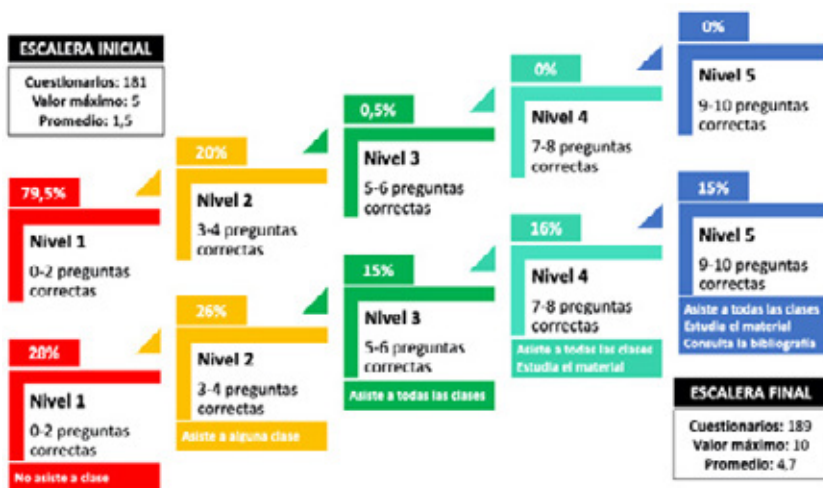 ESCALERA INICIAL
Cuestionarios: 181
Valor máximo: 5
Promedio: 1,5
79,5%
Nivel 1
0-2 preguntas
correctas
20%
Nivel 2
3-4 preguntas
correctas
0,5%
Nivel 3
5-6 preguntas
correctas
0%
Nivel 4
7-8 preguntas
correctas
0%
Nivel 5
9-10 preguntas
correctas
28%
Nivel 1
0-2 preguntas
correctas
No asiste a clase
26%
Nivel 2
3-4 preguntas
correctas
Asiste a alguna clase
15%
Nivel 3
5-6 preguntas
correctas
Asiste a todas las clases
16%
Nivel 4
7-8 preguntas
correctas
Asiste a todas las clases
Estudia el material
15%
Nivel 5
9-10 preguntas
correctas
Asiste a todas las clases
Estudia el material
Consulta la bibliografía
ESCALERA FINAL
Cuestionarios: 189
Valor máximo: 10
Promedio: 4,7